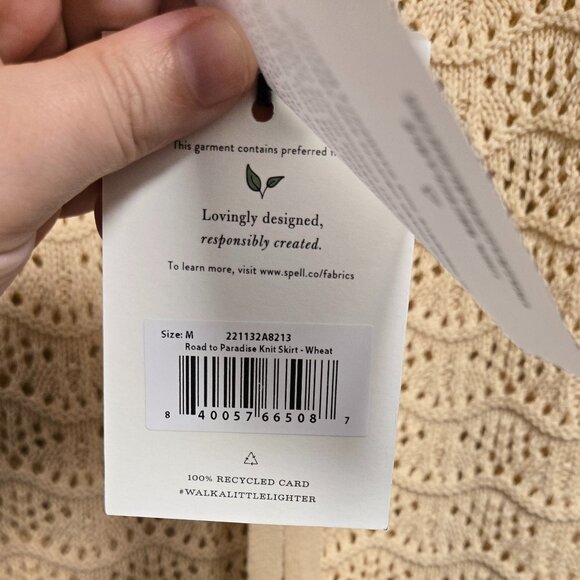 This garment contains preferred
Lovingly designed,
responsibly created.
To learn more, visit www.spell.co/fabrics
Size: M 221132A8213
Road to Paradise Knit Skirt - Wheat
8 40057 66508 7
100% RECYCLED CARD
#WALKALITTLELIGHTER